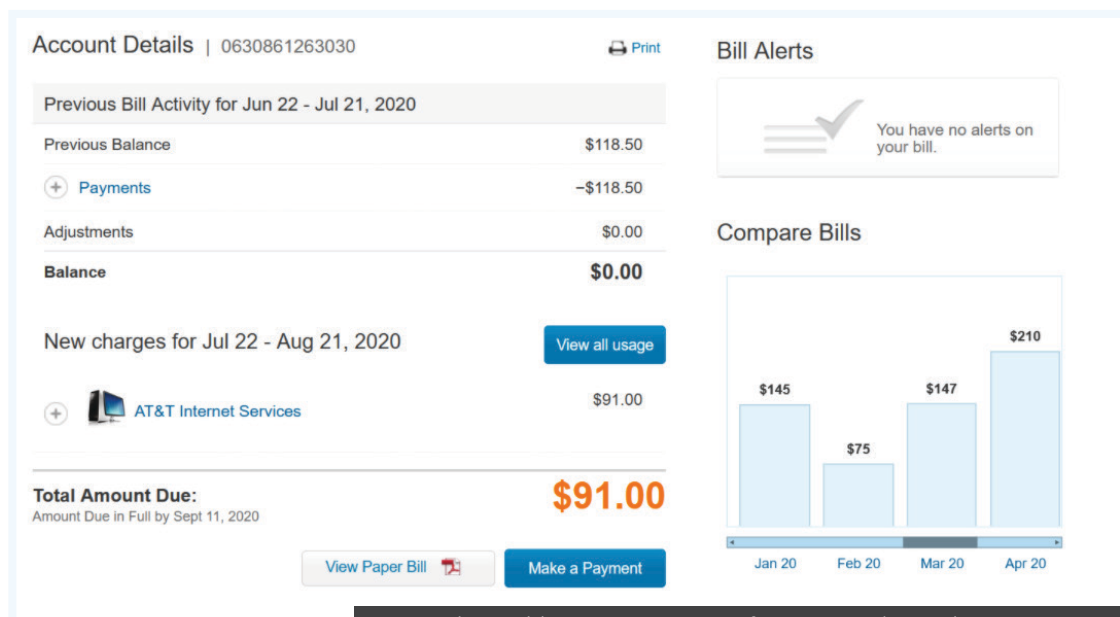 Account Details | 0630861263030
Print
Previous Bill Activity for Jun 22 - Jul 21, 2020
Previous Balance $118.50
Payments −$118.50
Adjustments $0.00
Balance $0.00
New charges for Jul 22 - Aug 21, 2020
View all usage
AT&T Internet Services $91.00
Total Amount Due: $91.00
Amount Due in Full by Sept 11, 2020
View Paper Bill
Make a Payment
Bill Alerts
You have no alerts on
your bill.
Compare Bills
$145
$75
$147
$210
Jan 20 Feb 20 Mar 20 Apr 20